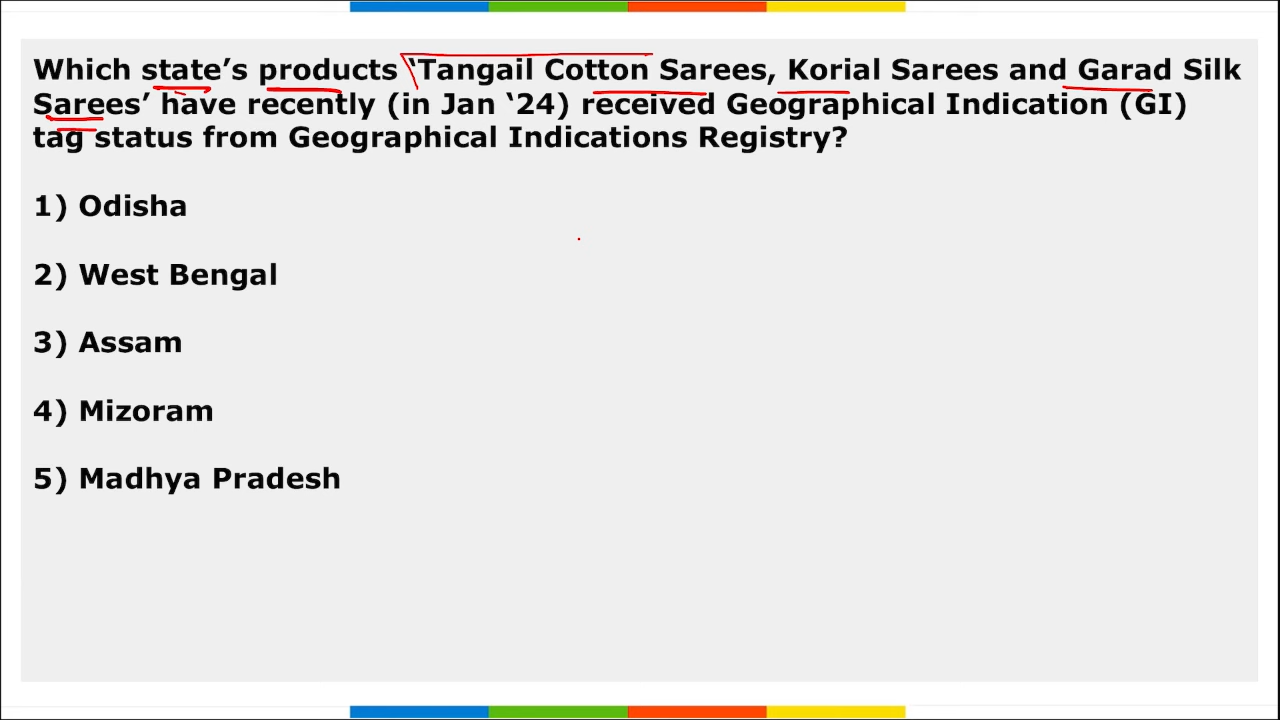 Which state’s products ‘Tangail Cotton Sarees, Korial Sarees and Garad Silk
Sarees’ have recently (in Jan ‘24) received Geographical Indication (GI)
tag status from Geographical Indications Registry?
1) Odisha
2) West Bengal
3) Assam
4) Mizoram
5) Madhya Pradesh